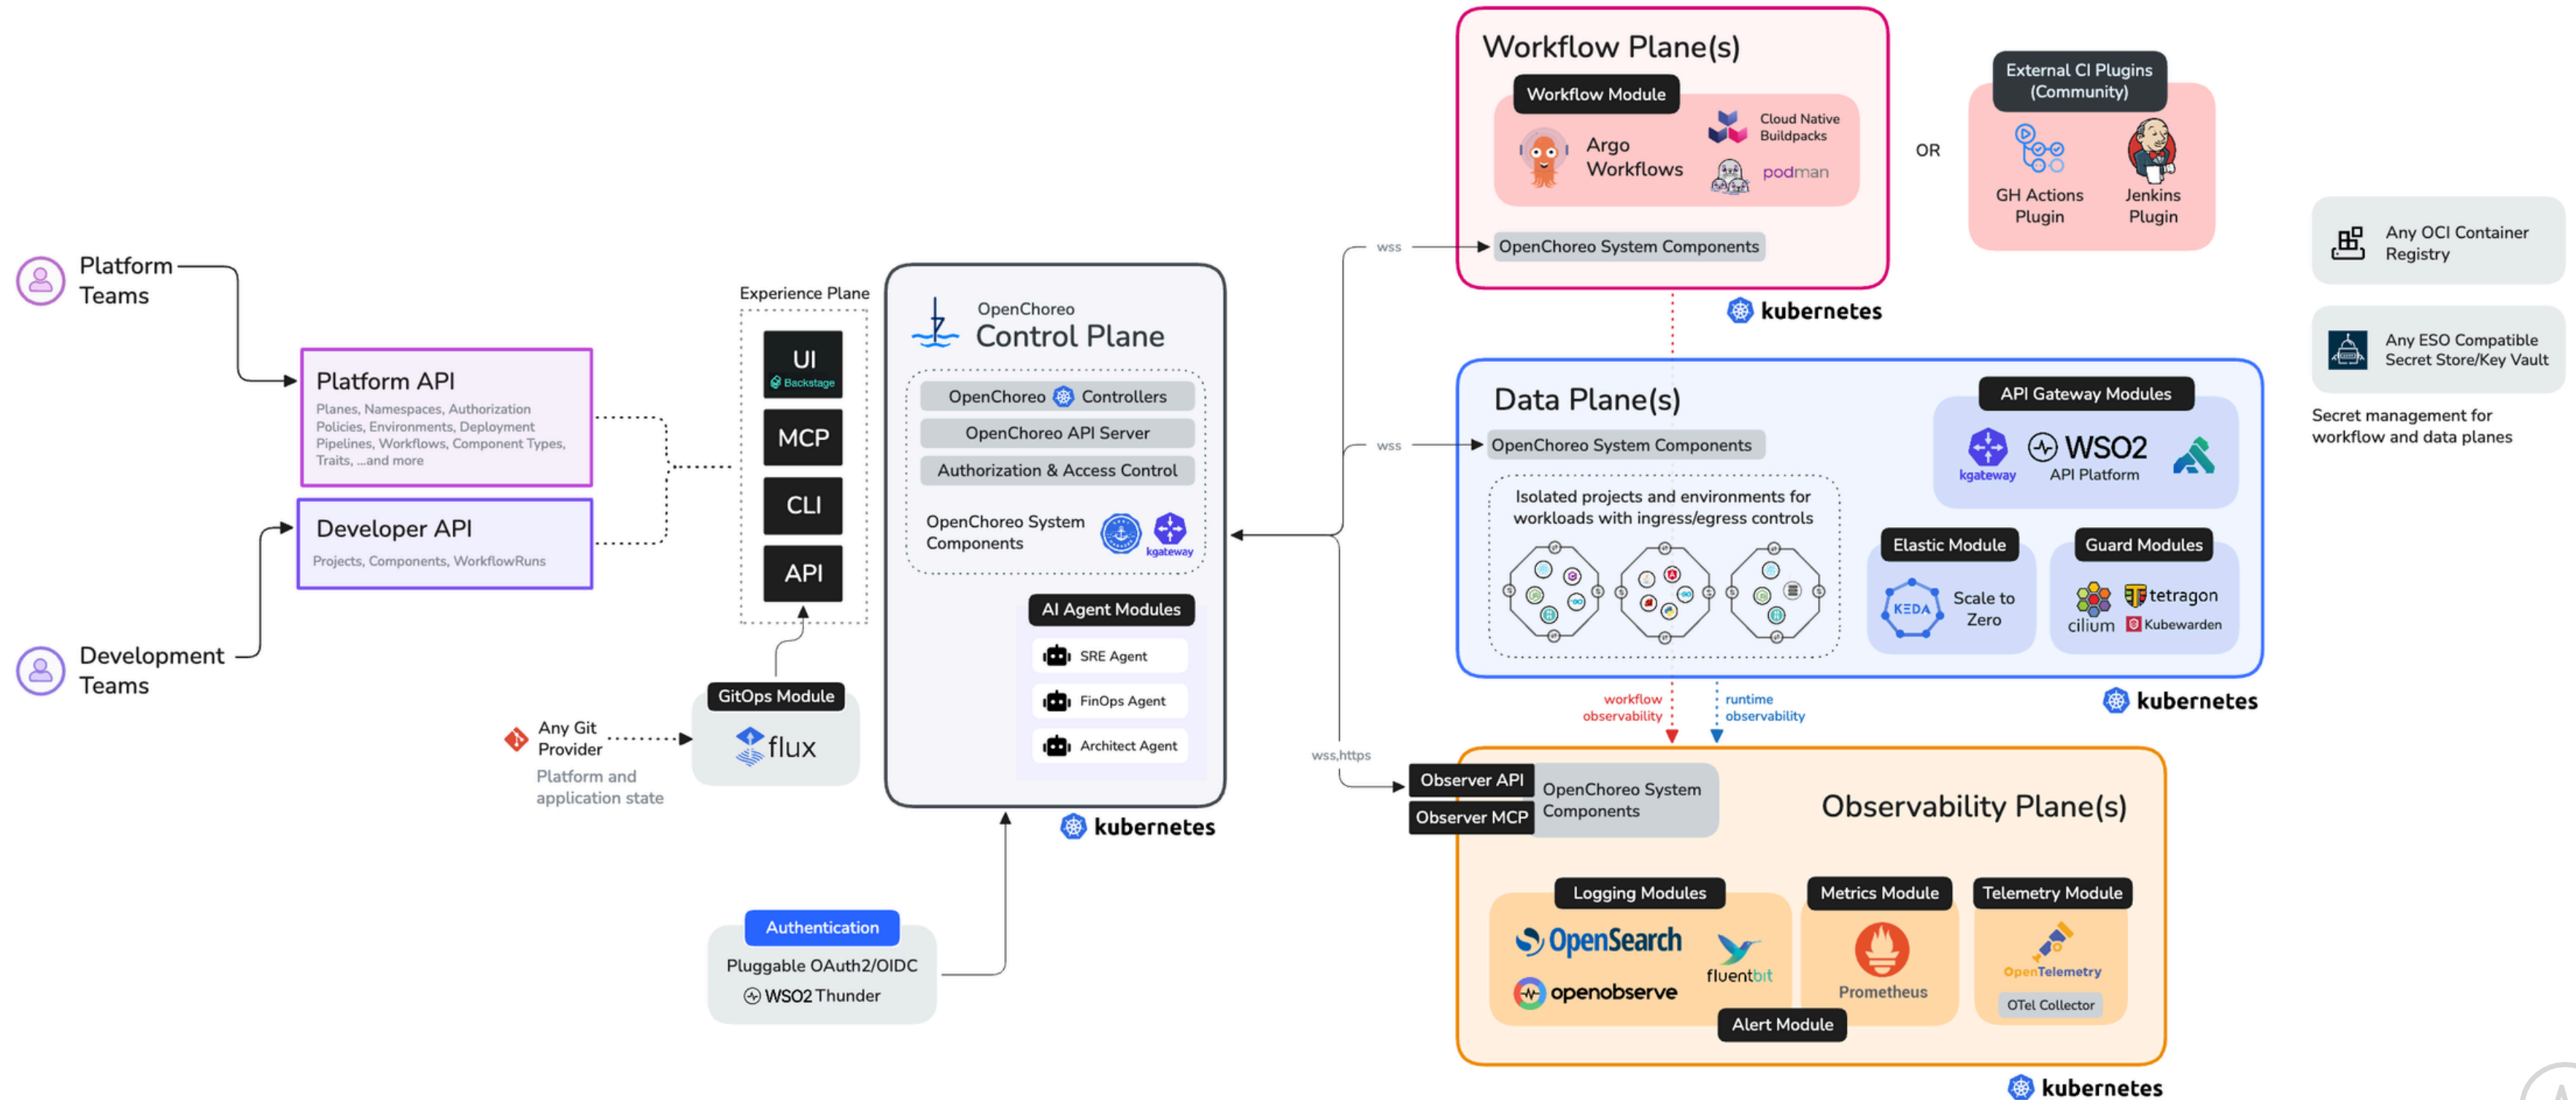 Platform
Teams
Development
Teams
Platform API
Planes, Namespaces, Authorization
Policies, Environments, Deployment
Pipelines, Workflows, Component Types,
Traits, ...and more
Developer API
Projects, Components, WorkflowRuns
Experience Plane
UI
Backstage
MCP
CLI
API
GitOps Module
flux
Any Git
Provider
Platform and
application state
Authentication
Pluggable OAuth2/OIDC
WSO2 Thunder
OpenChoreo
Control Plane
OpenChoreo Controllers
OpenChoreo API Server
Authorization & Access Control
OpenChoreo System
Components
kgateway
AI Agent Modules
SRE Agent
FinOps Agent
Architect Agent
kubernetes
wss
wss
wss,https
Workflow Plane(s)
Workflow Module
Argo
Workflows
Cloud Native
Buildpacks
podman
OpenChoreo System Components
kubernetes
OR
External CI Plugins
(Community)
GH Actions
Plugin
Jenkins
Plugin
Any OCI Container
Registry
Any ESO Compatible
Secret Store/Key Vault
Secret management for
workflow and data planes
Data Plane(s)
OpenChoreo System Components
Isolated projects and environments for
workloads with ingress/egress controls
API Gateway Modules
kgateway
WSO2
API Platform
Elastic Module
KEDA
Scale to
Zero
Guard Modules
cilium
tetragon
Kubewarden
kubernetes
workflow
observability
runtime
observability
Observer API
Observer MCP
OpenChoreo System
Components
Observability Plane(s)
Logging Modules
OpenSearch
fluentbit
openobserve
Metrics Module
Prometheus
Telemetry Module
OpenTelemetry
OTel Collector
Alert Module
kubernetes